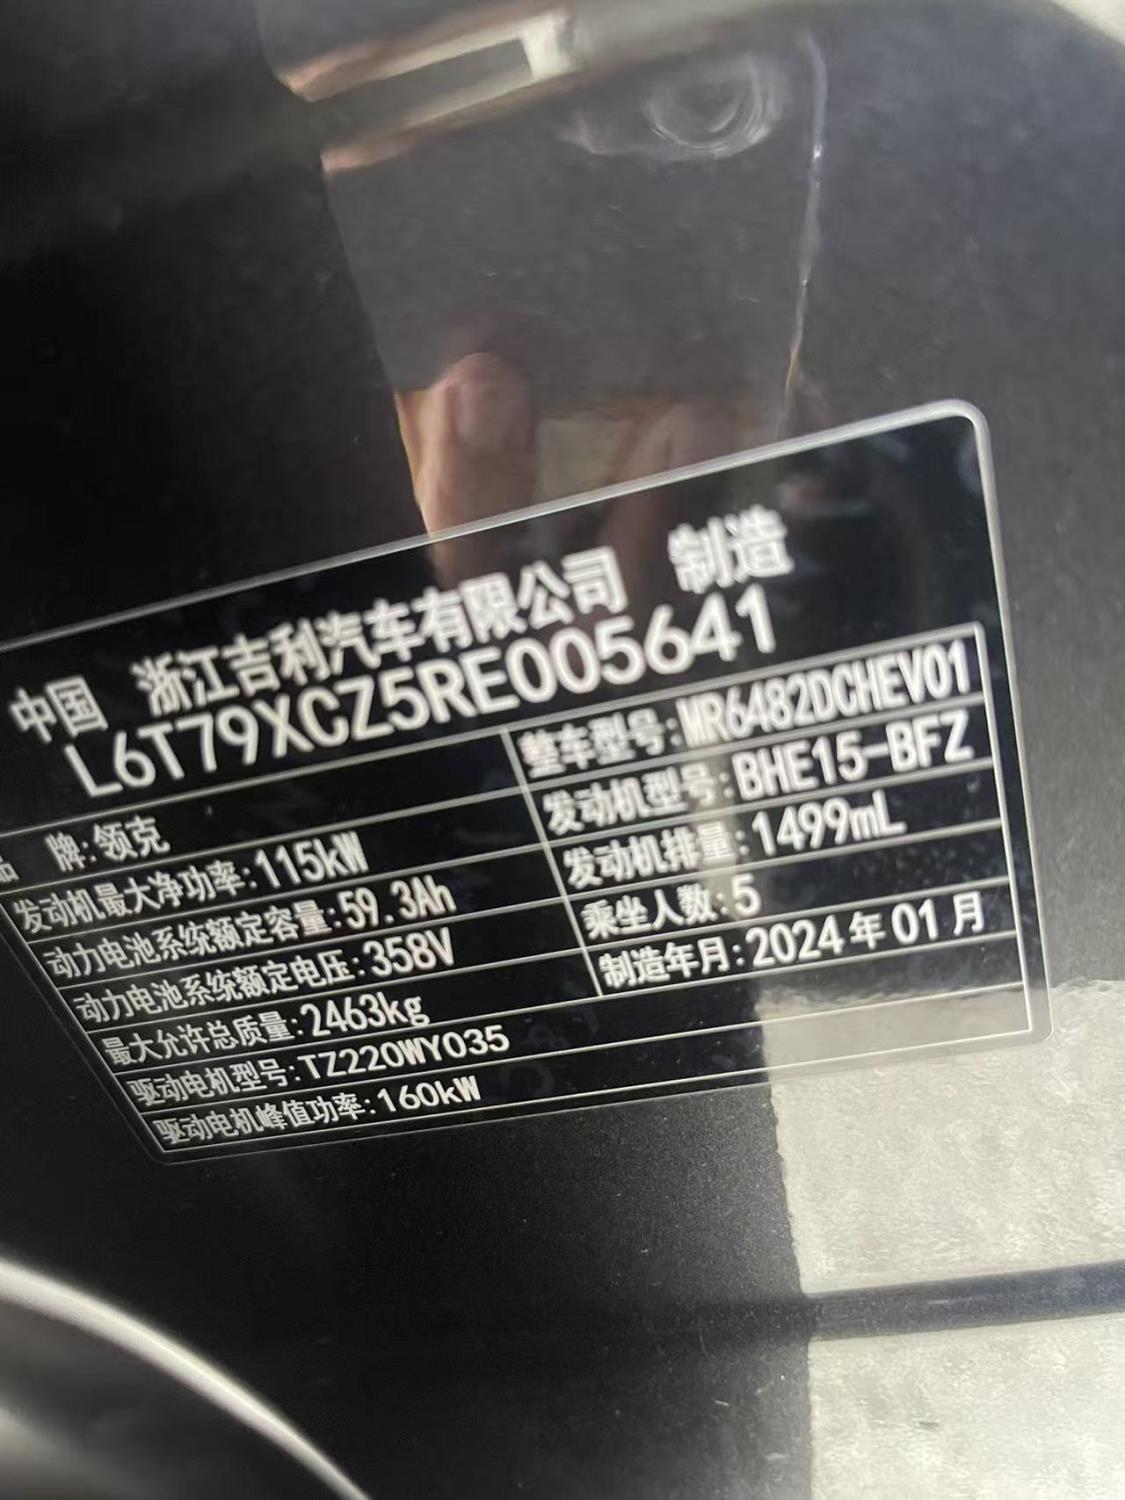 中国 浙江吉利汽车有限公司 制造
L6T79XCZ5RE005641
品 牌:领克
整车型号:MR6482DCHEV01
发动机最大净功率:115kW
发动机型号:BHE15-BFZ
动力电池系统额定容量:59.3Ah
发动机排量:1499mL
动力电池系统额定电压:358V
乘坐人数:5
最大允许总质量:2463kg
制造年月:2024年01月
驱动电机型号:TZ220WY035
驱动电机峰值功率:160kW